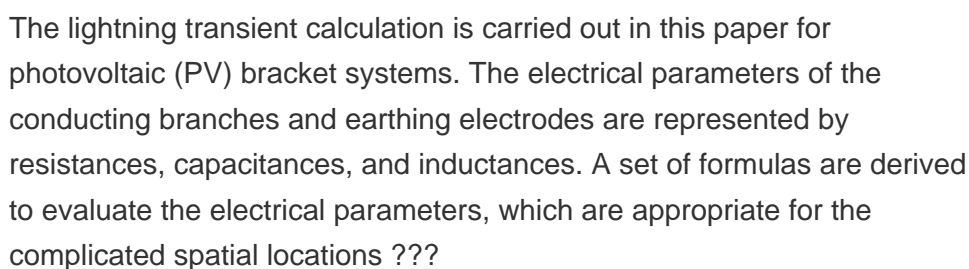 The lightning transient calculation is carried out in this paper for
photovoltaic (PV) bracket systems. The electrical parameters of the
conducting branches and earthing electrodes are represented by
resistances, capacitances, and inductances. A set of formulas are derived
to evaluate the electrical parameters, which are appropriate for the
complicated spatial locations ???